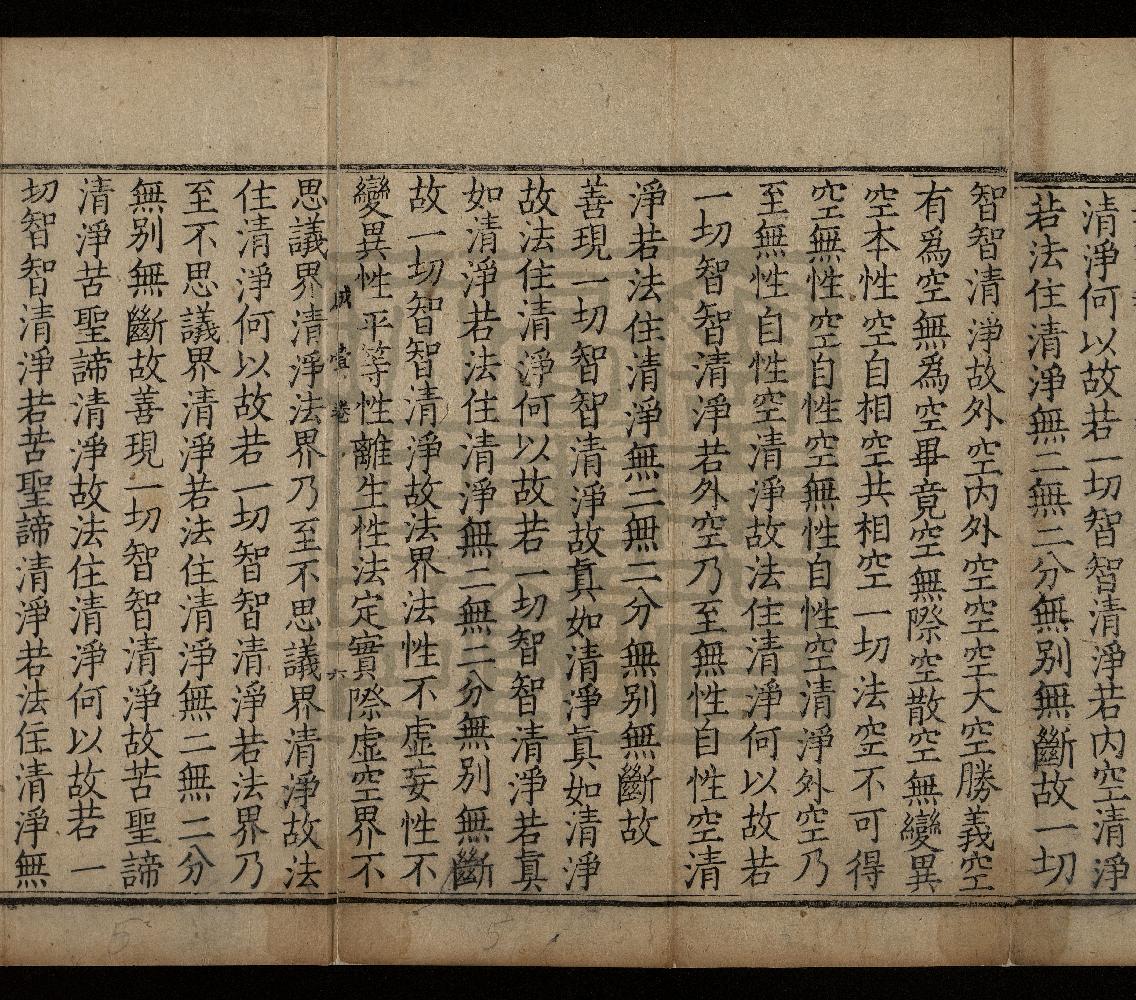 清淨何以故若一切智智清淨若内空清淨
若法住清淨無二無二分無别無斷故一切
智智清淨故外空内外空空空大空勝義空
有爲空無爲空畢竟空無際空散空無變異
空本性空自相空共相空一切法空不可得
空無性空自性空無性自性空清淨外空乃
至無性自性空清淨故法住清淨何以故若
一切智智清淨若外空乃至無性自性空清
淨若法住清淨無二無二分無别無斷故
善現一切智智清淨故真如清淨真如清淨
故法住清淨何以故若一切智智清淨若真
如清淨若法住清淨無二無二分無别無斷
故一切智智清淨故法界法性不虛妄性不
變異性平等性離生性法定實際虛空界不
壹卷 六
思議界清淨法界乃至不思議界清淨故法
住清淨何以故若一切智智清淨若法界乃
至不思議界清淨若法住清淨無二無二分
無别無斷故善現一切智智清淨故苦聖諦
清淨苦聖諦清淨故法住清淨何以故若一
切智智清淨若苦聖諦清淨若法住清淨無